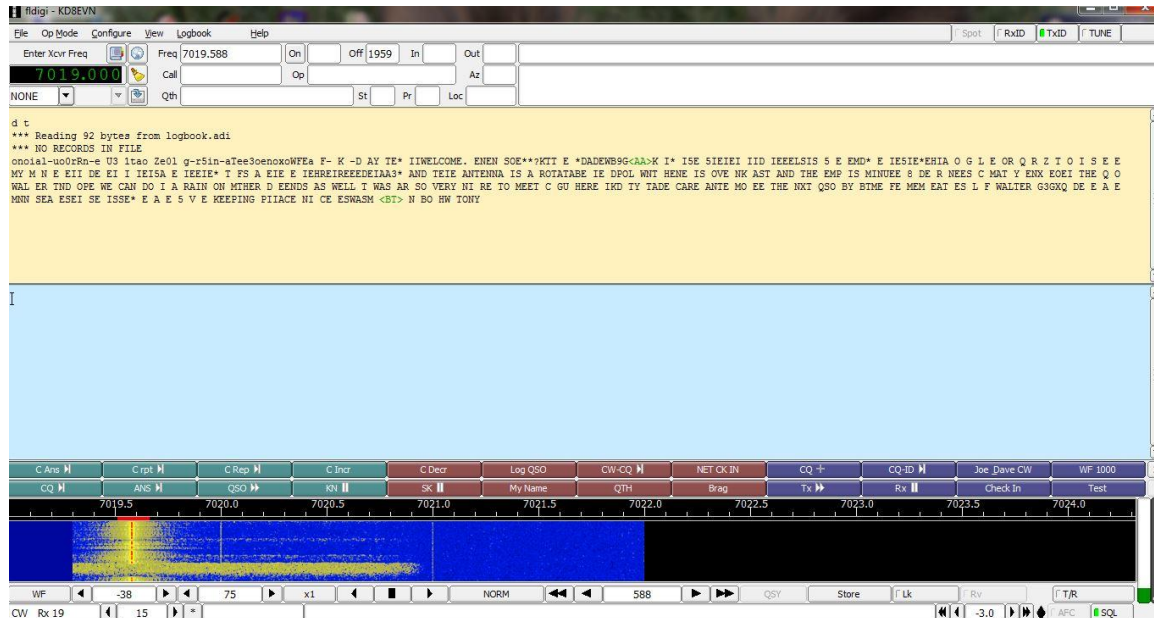 fldigi - KD8EVN
File Op Mode Configure View Logbook Help Spot RxID TxID TUNE
Enter Xcvr Freq Freq 7019.588 On Off 1959 In Out
7019.000 Call Op Az
NONE Qth St Pr Loc
d t
*** Reading 92 bytes from logbook.adi
*** NO RECORDS IN FILE
onoial-uo0rRn-e U3 1tao Ze0l g-r5in-aTee3oenoxoWFEa F- K -D AY TE* IIWELCOME. ENEN SOE**?KTT E *DADEWB9G<AA>K I* I5E 5IEIEI IID IEEELSIS 5 E EMD* E IE5IE*EHIA O G L E OR Q R Z T O I S E E
MY M N E EII DE EI I IEI5A E IEEIE* T FS A EIE E IEHREIREEEDEIAA3* AND TEIE ANTENNA IS A ROTATABE IE DPOL WNT HENE IS OVE NK AST AND THE EMP IS MINUEE 8 DE R NEES C MAT Y ENX EOEI THE Q O
WAL ER TND OPE WE CAN DO I A RAIN ON MTHER D EENDS AS WELL T WAS AR SO VERY NI RE TO MEET C GU HERE IKD TY TADE CARE ANTE MO EE THE NXT QSO BY BTME FE MEM EAT ES L F WALTER G3GXQ DE E A E
MNN SEA ESEI SE ISSE* E A E 5 V E KEEPING PIIACE NI CE ESWASM <BT> N BO HW TONY
C Ans C rpt C Rep C Incr C Decr Log QSO CW-CQ NET CK IN CQ CQ-ID Joe Dave CW WF 1000
CQ ANS QSO KN SK My Name QTH Brag Tx Rx Check In Test
7019.5 7020.0 7020.5 7021.0 7021.5 7022.0 7022.5 7023.0 7023.5 7024.0
WF -38 75 x1 NORM 588 QSY Store Lk Rv T/R
CW Rx 19 15 * -3.0 AFC SQL